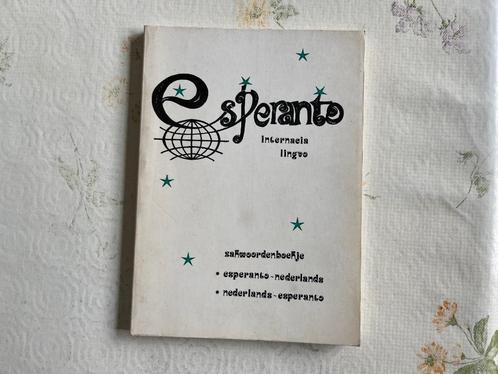 Esperanto
internacia
lingvo
zakwoordenboekje
• esperanto-nederlands
• nederlands-esperanto